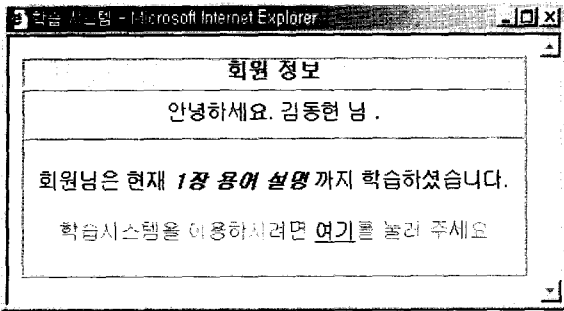 학습 시스템 - Microsoft Internet Explorer
회원 정보
안녕하세요. 김동현 님 .
회원님은 현재 1장 용어 설명 까지 학습하셨습니다.
학습시스템을 이용하시려면 여기를 눌러 주세요